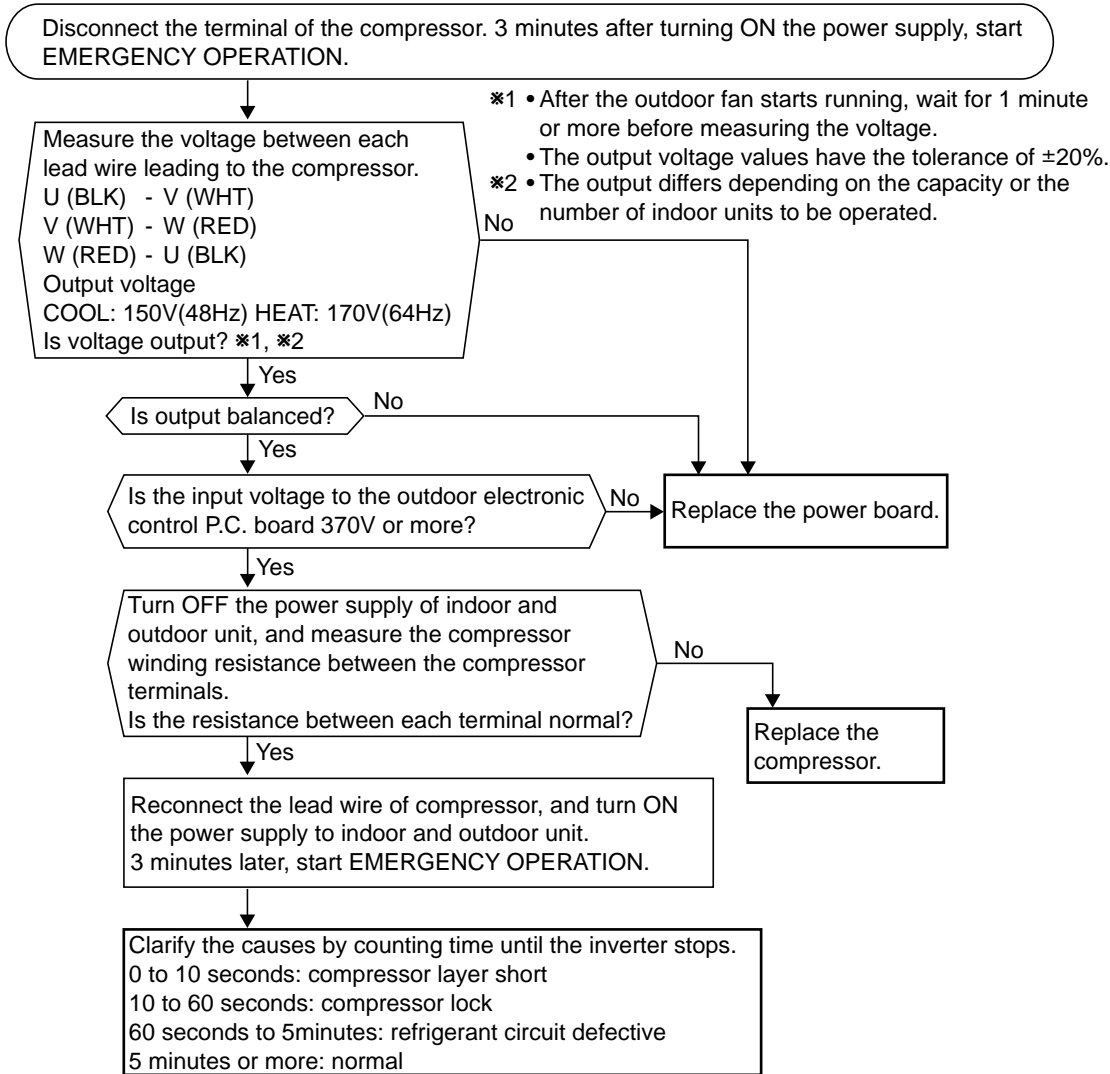 Disconnect the terminal of the compressor. 3 minutes after turning ON the power supply, start
EMERGENCY OPERATION.
※1 • After the outdoor fan starts running, wait for 1 minute
or more before measuring the voltage.
• The output voltage values have the tolerance of ±20%.
※2 • The output differs depending on the capacity or the
number of indoor units to be operated.
Measure the voltage between each
lead wire leading to the compressor.
U (BLK) - V (WHT)
V (WHT) - W (RED)
W (RED) - U (BLK)
Output voltage
COOL: 150V(48Hz) HEAT: 170V(64Hz)
Is voltage output? ※1, ※2
No
Yes
Is output balanced?
No
Yes
Is the input voltage to the outdoor electronic
control P.C. board 370V or more?
No
Replace the power board.
Yes
Turn OFF the power supply of indoor and
outdoor unit, and measure the compressor
winding resistance between the compressor
terminals.
Is the resistance between each terminal normal?
No
Replace the
compressor.
Yes
Reconnect the lead wire of compressor, and turn ON
the power supply to indoor and outdoor unit.
3 minutes later, start EMERGENCY OPERATION.
Clarify the causes by counting time until the inverter stops.
0 to 10 seconds: compressor layer short
10 to 60 seconds: compressor lock
60 seconds to 5minutes: refrigerant circuit defective
5 minutes or more: normal